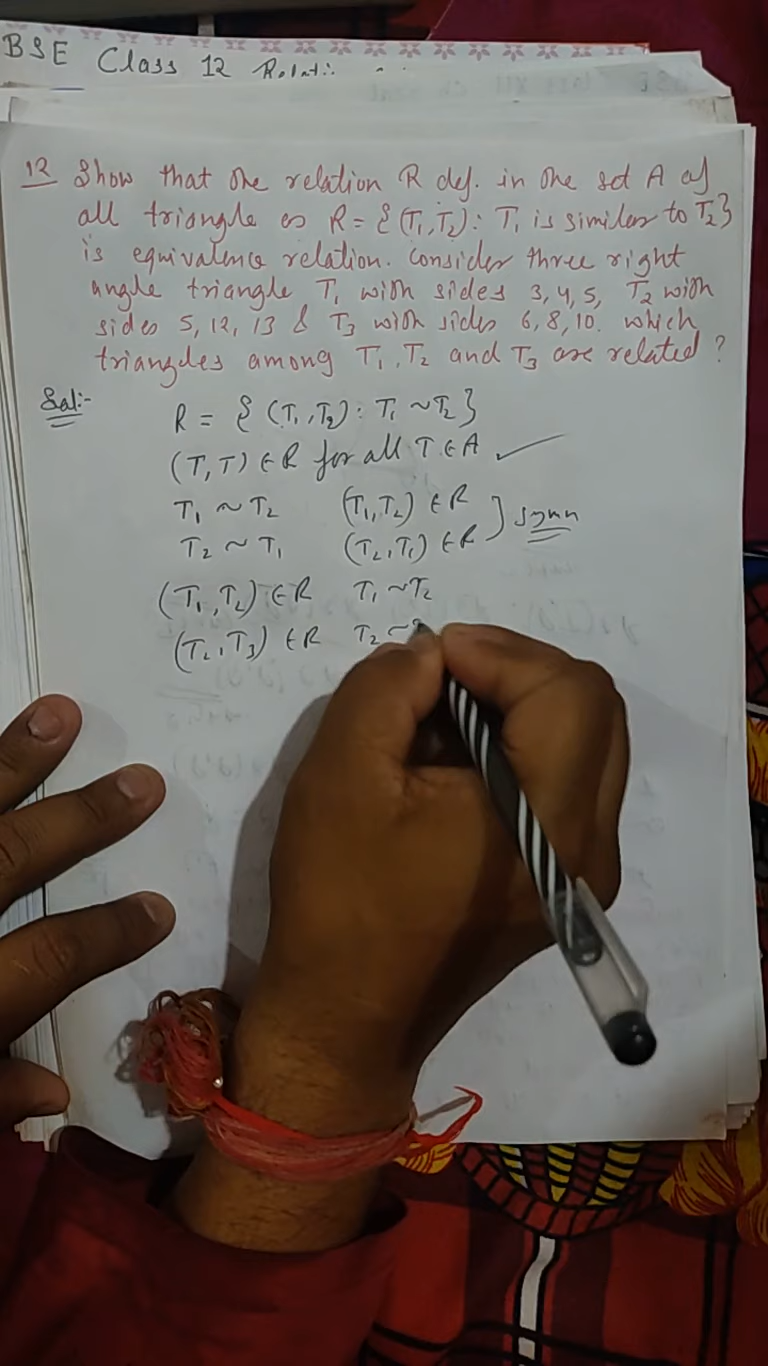 BSE Class 12
12 Show that the relation R def. in the set A of
all triangle as R = {(T₁,T₂): T₁ is similar to T₂}
is equivalence relation. Consider three right
angle triangle T₁ with sides 3, 4, 5, T₂ with
sides 5, 12, 13 & T₃ with sides 6, 8, 10. which
triangles among T₁, T₂ and T₃ are related?
Sol:-
R = {(T₁,T₂): T₁ ~ T₂}
(T,T) ∈ R for all T ∈ A ✓
T₁ ~ T₂ (T₁,T₂) ∈ R
T₂ ~ T₁ (T₂,T₁) ∈ R } symm
(T₁,T₂) ∈ R T₁ ~ T₂
(T₂,T₃) ∈ R T₂ ~